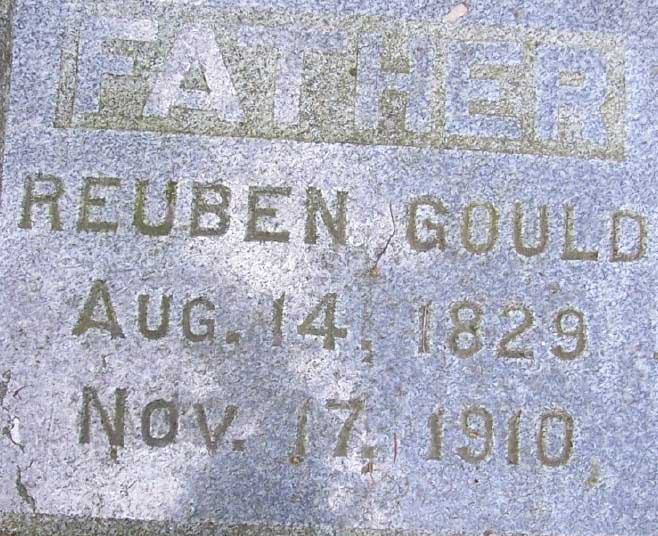 FATHER
REUBEN GOULD
AUG. 14, 1829
NOV. 17, 1910